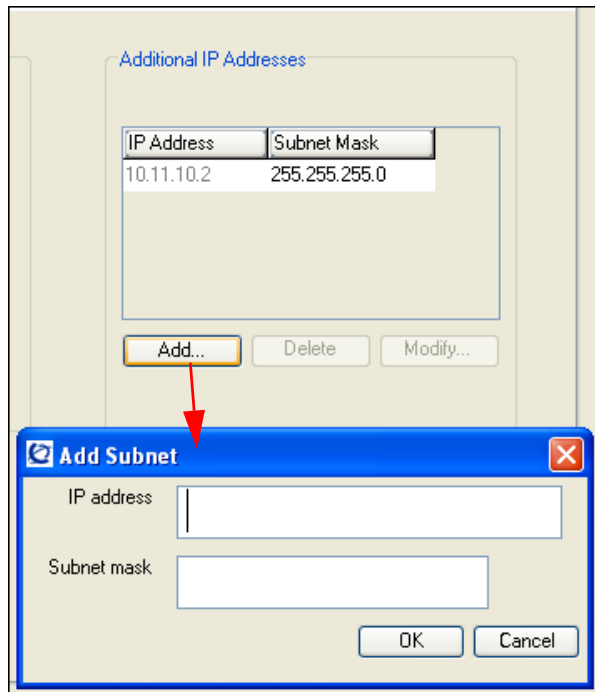 Additional IP Addresses
IP Address Subnet Mask
10.11.10.2 255.255.255.0
Add... Delete Modify...
Add Subnet
IP address
Subnet mask
OK Cancel